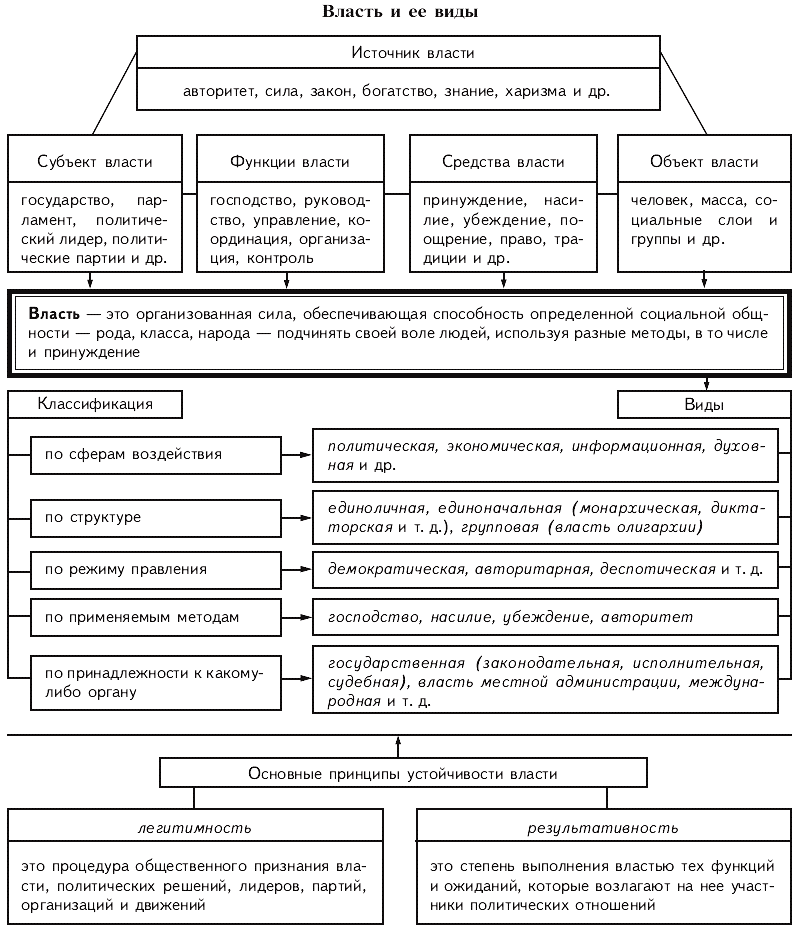 Власть и ее виды
Источник власти
авторитет, сила, закон, богатство, знание, харизма и др.
Субъект власти
государство, пар-
ламент, политиче-
ский лидер, полити-
ческие партии и др.
Функции власти
господство, руковод-
ство, управление, ко-
ординация, организа-
ция, контроль
Средства власти
принуждение, наси-
лие, убеждение, по-
ощрение, право, тра-
диции и др.
Объект власти
человек, масса, со-
циальные слои и
группы и др.
Власть — это организованная сила, обеспечивающая способность определенной социальной общ-
ности — рода, класса, народа — подчинять своей воле людей, используя разные методы, в то числе
и принуждение
Классификация
Виды
по сферам воздействия
политическая, экономическая, информационная, духов-
ная и др.
по структуре
единоличная, единоначальная (монархическая, дикта-
торская и т. д.), групповая (власть олигархии)
по режиму правления
демократическая, авторитарная, деспотическая и т. д.
по применяемым методам
господство, насилие, убеждение, авторитет
по принадлежности к какому-
либо органу
государственная (законодательная, исполнительная,
судебная), власть местной администрации, междуна-
родная и т. д.
Основные принципы устойчивости власти
легитимность
это процедура общественного признания вла-
сти, политических решений, лидеров, партий,
организаций и движений
результативность
это степень выполнения властью тех функций
и ожиданий, которые возлагают на нее участ-
ники политических отношений